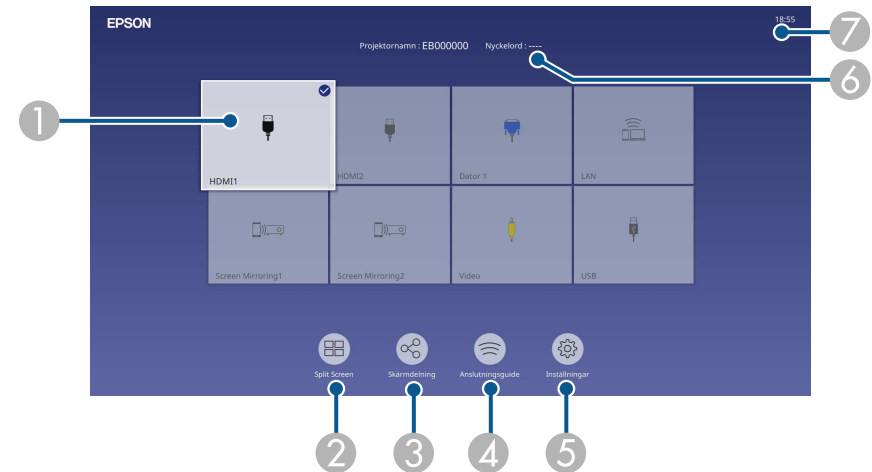 EPSON
18:55
Projektornamn : EB000000 Nyckelord : ----
7
6
1
HDMI1
HDMI2
Dator 1
LAN
Screen Mirroring1
Screen Mirroring2
Video
USB
Split Screen
Skärmdelning
Anslutningsguide
Inställningar
2
3
4
5